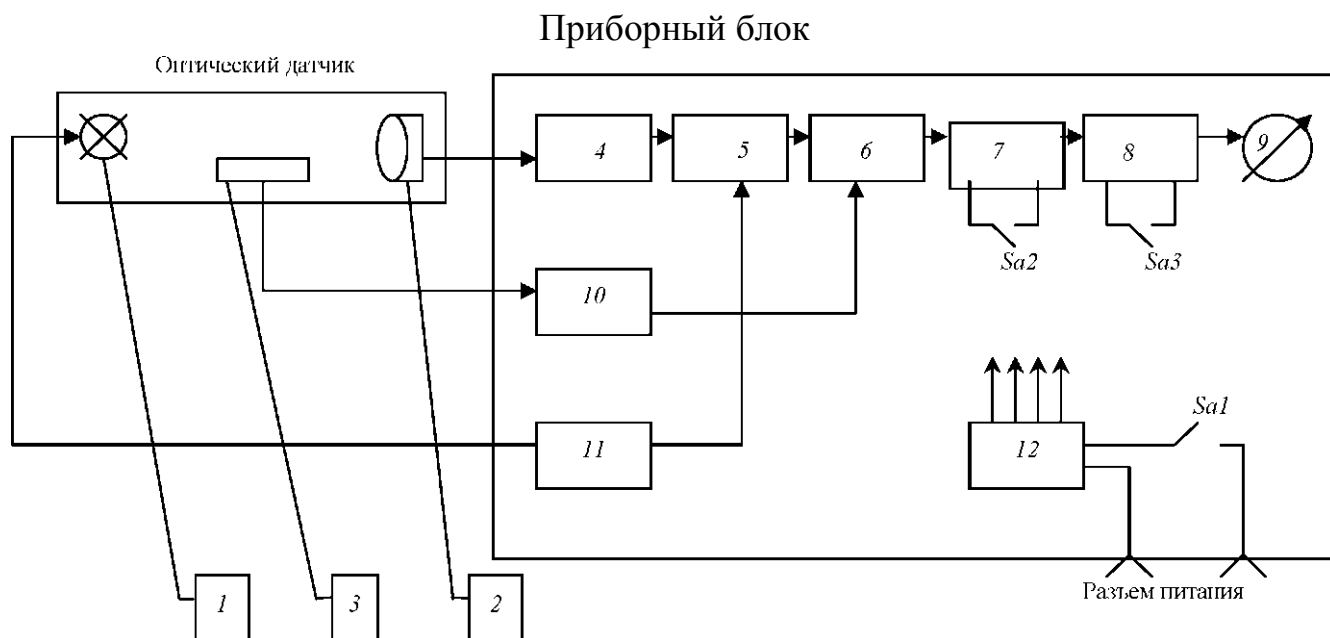 Приборный блок
Оптический датчик
4
5
6
7
8
9
Sa2
Sa3
10
11
12
Sa1
1
3
2
Разъем питания